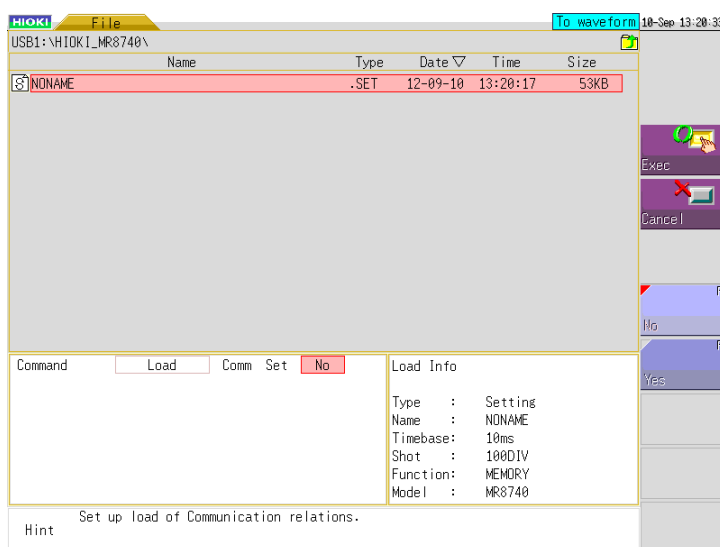 HIOKI File To waveform 10-Sep 13:20:33
USB1:\HIOKI_MR8740\
Name Type Date Time Size
NONAME .SET 12-09-10 13:20:17 53KB
Exec
Cancel
No
Yes
Command Load Comm Set No
Load Info
Type : Setting
Name : NONAME
Timebase: 10ms
Shot : 100DIV
Function: MEMORY
Model : MR8740
Set up load of Communication relations.
Hint